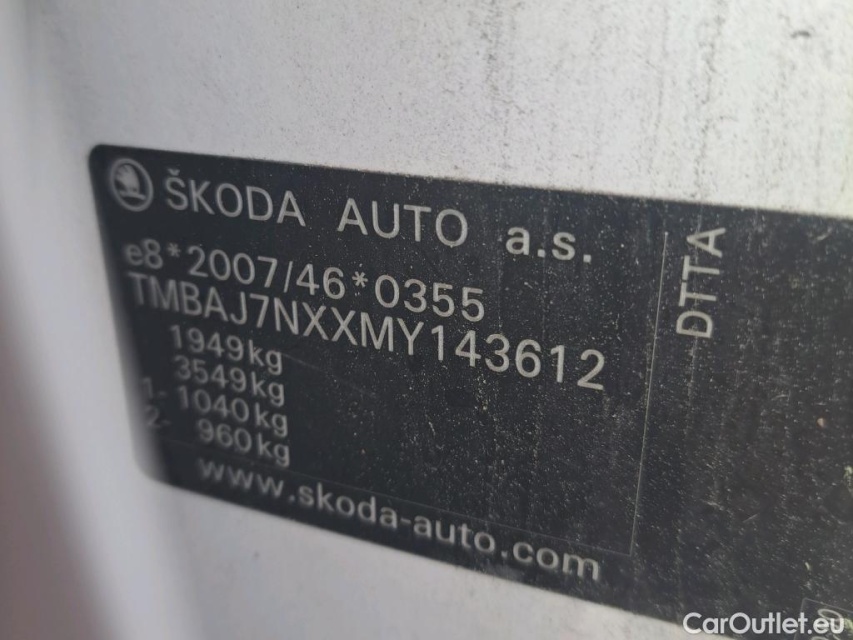 ŠKODA AUTO a.s.
e8*2007/46*0355
TMBAJ7NXXMY143612
1949kg
3549kg
1- 1040kg
2- 960kg
www.skoda-auto.com
DTTA
CarOutlet.eu